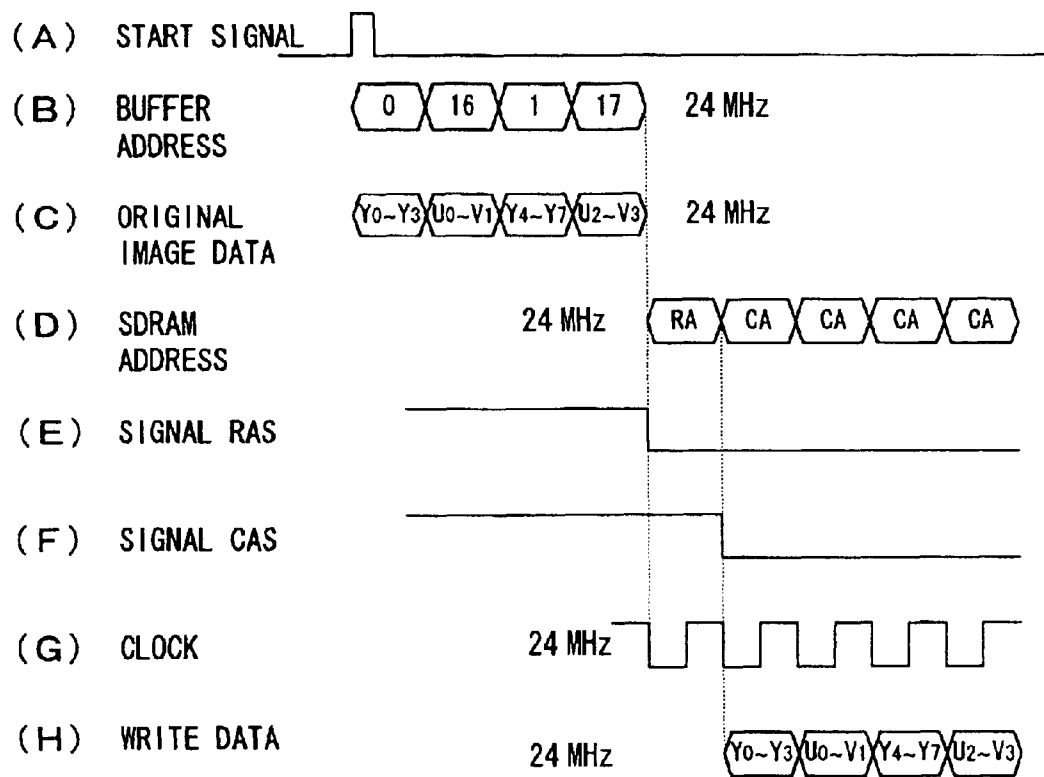 (A) START SIGNAL
(B) BUFFER ADDRESS 0 16 1 17 24 MHz
(C) ORIGINAL IMAGE DATA Y0~Y3 U0~V1 Y4~Y7 U2~V3 24 MHz
(D) SDRAM ADDRESS 24 MHz RA CA CA CA CA
(E) SIGNAL RAS
(F) SIGNAL CAS
(G) CLOCK 24 MHz
(H) WRITE DATA 24 MHz Y0~Y3 U0~V1 Y4~Y7 U2~V3